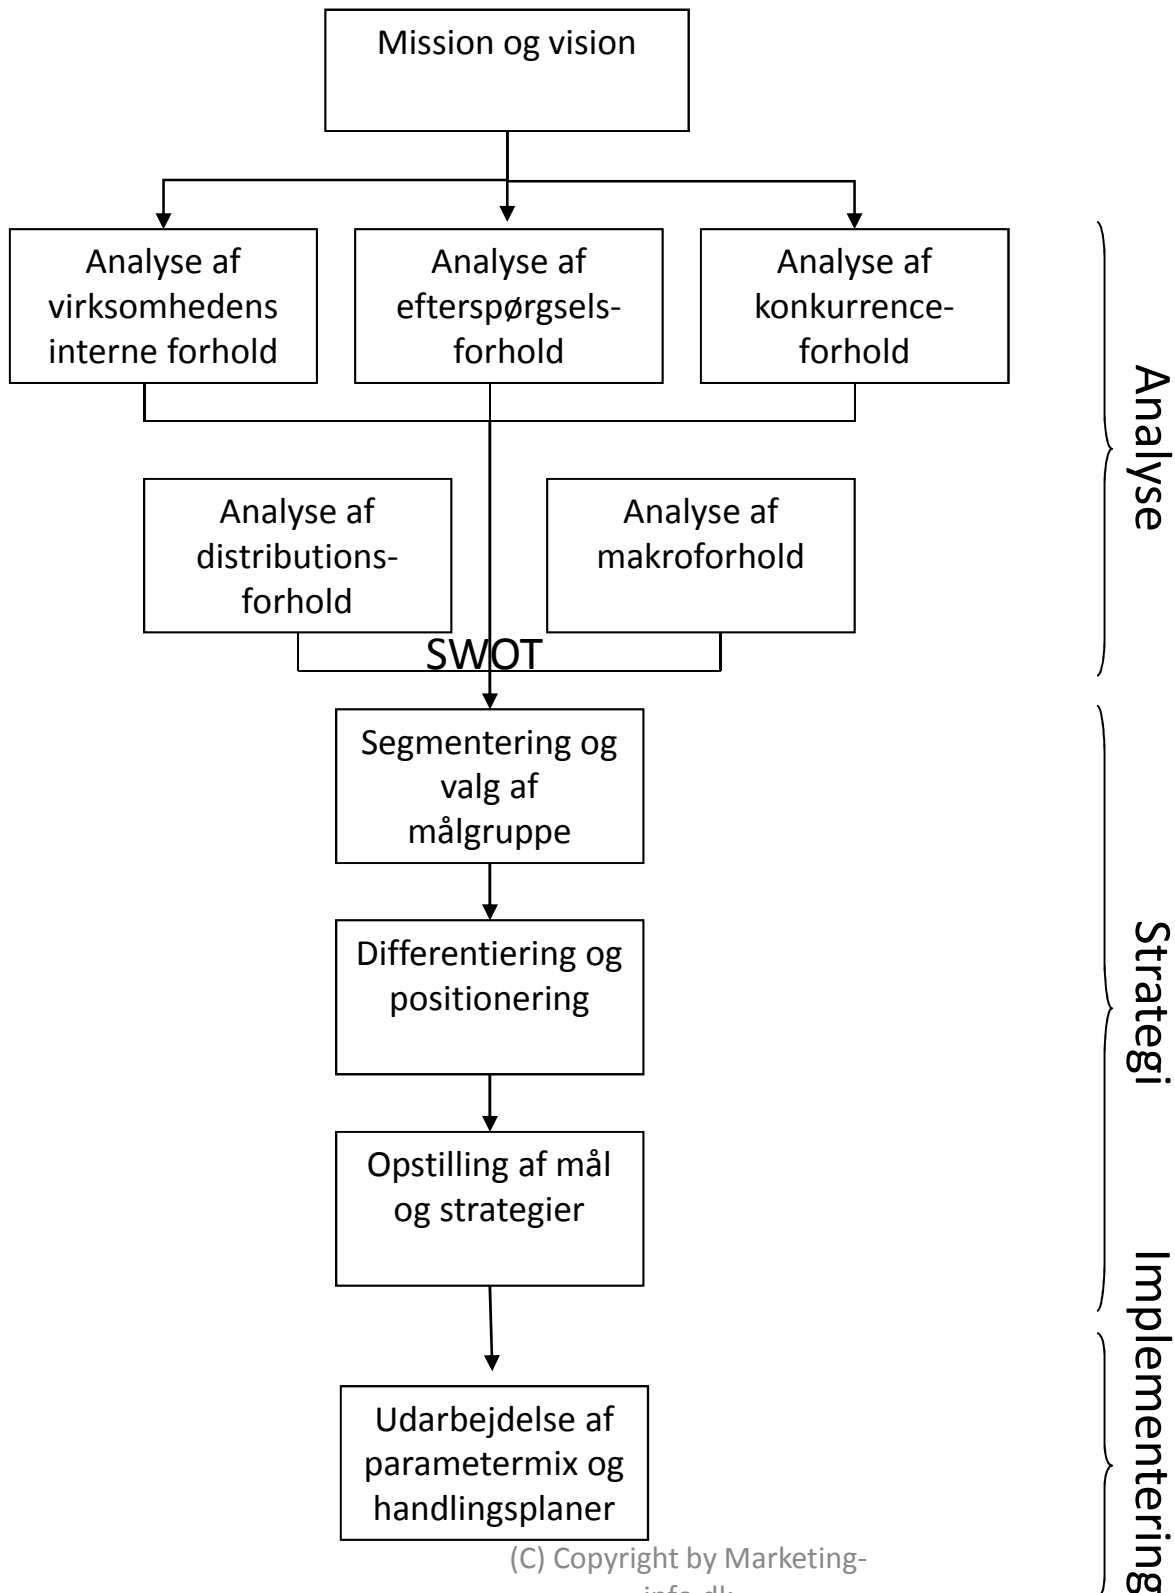 Mission og vision
Analyse af
virksomhedens
interne forhold
Analyse af
efterspørgsels-
forhold
Analyse af
konkurrence-
forhold
Analyse
Analyse af
distributions-
forhold
Analyse af
makroforhold
SWOT
Segmentering og
valg af
målgruppe
Differentiering og
positionering
Strategi
Opstilling af mål
og strategier
Implementering
Udarbejdelse af
parametermix og
handlingsplaner
(C) Copyright by Marketing-
info.dk